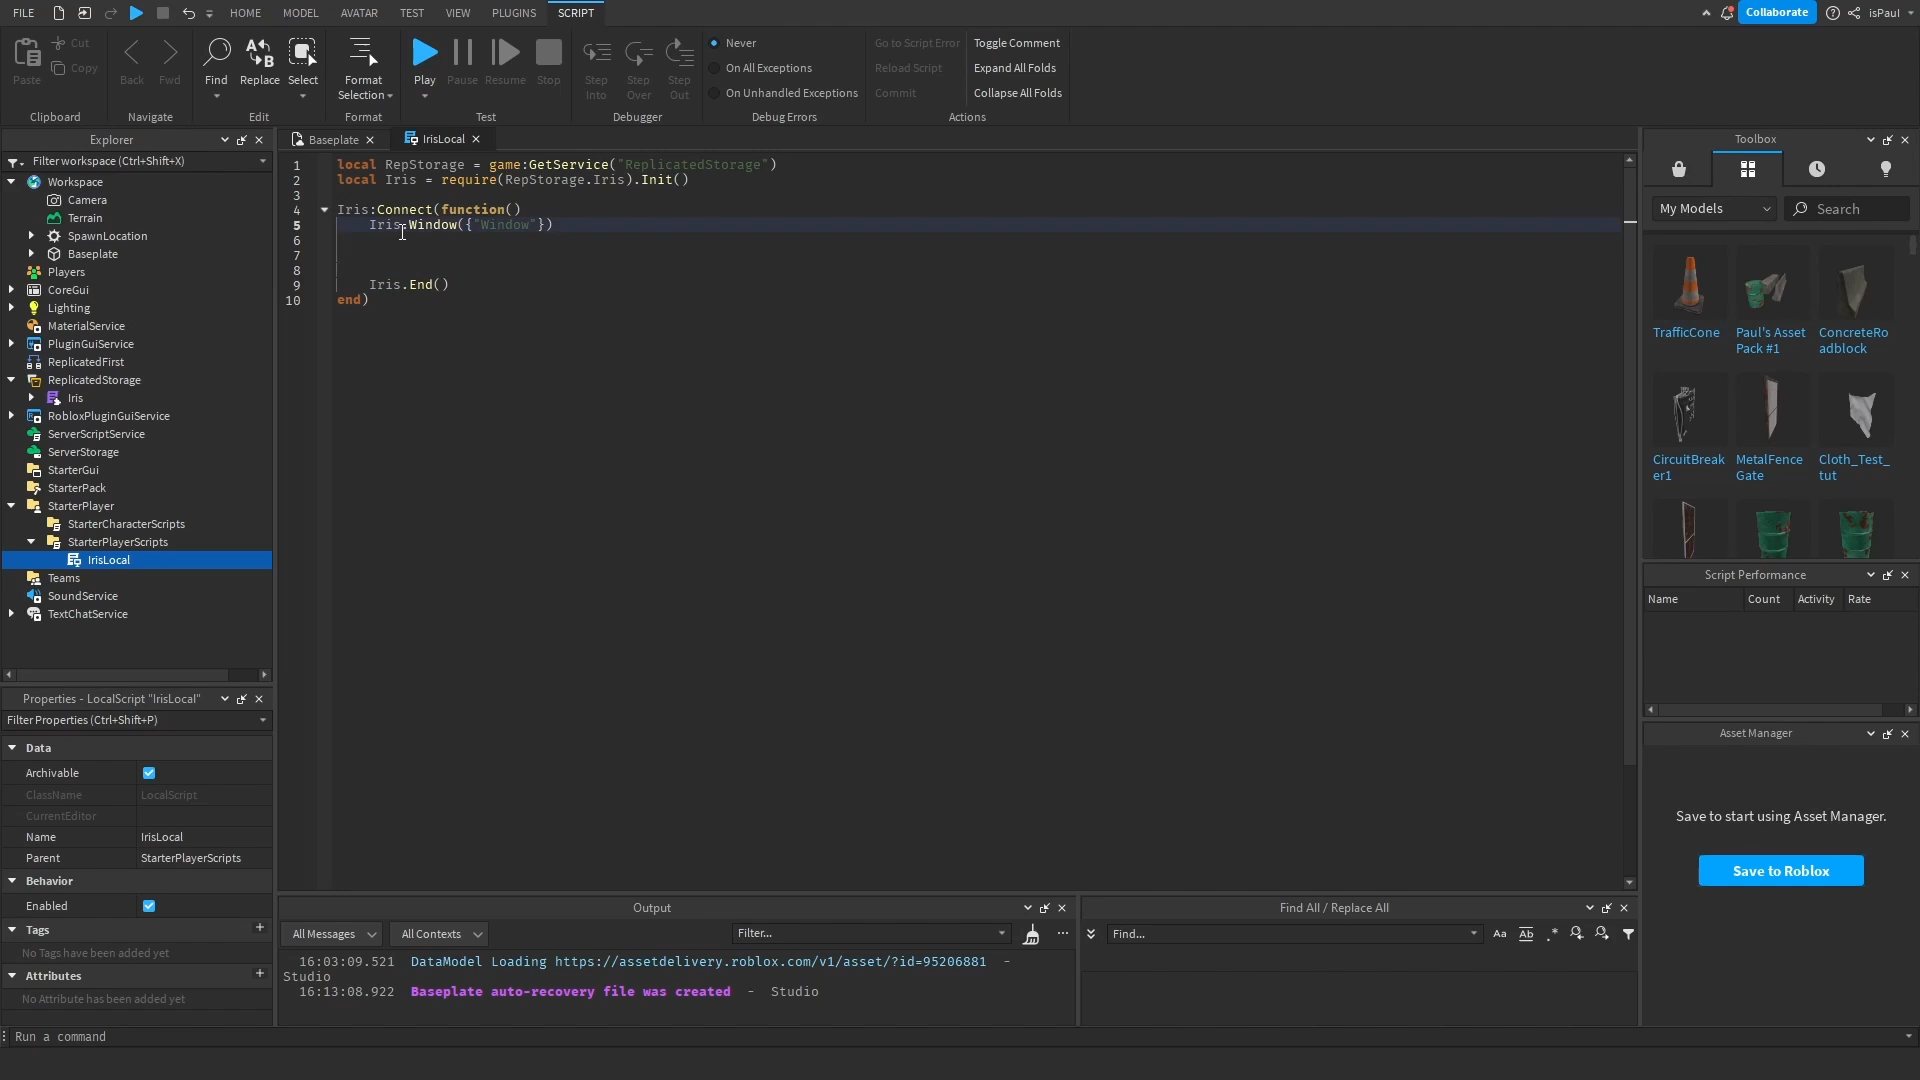 FILE HOME MODEL AVATAR TEST VIEW PLUGINS SCRIPT Collaborate isPaul
Paste Cut Copy Back Fwd Find Replace Select Format Selection Play Pause Resume Stop Step Into Step Over Step Out
Never Go to Script Error Toggle Comment
On All Exceptions Reload Script Expand All Folds
On Unhandled Exceptions Commit Collapse All Folds
Clipboard Navigate Edit Format Test Debugger Debug Errors Actions
Explorer
Filter workspace (Ctrl+Shift+X)
Workspace
Camera
Terrain
SpawnLocation
Baseplate
Players
CoreGui
Lighting
MaterialService
PluginGuiService
ReplicatedFirst
ReplicatedStorage
Iris
RobloxPluginGuiService
ServerScriptService
ServerStorage
StarterGui
StarterPack
StarterPlayer
StarterCharacterScripts
StarterPlayerScripts
IrisLocal
Teams
SoundService
TextChatService
Properties - LocalScript "IrisLocal"
Filter Properties (Ctrl+Shift+P)
Data
Archivable
ClassName LocalScript
CurrentEditor
Name IrisLocal
Parent StarterPlayerScripts
Behavior
Enabled
Tags +
No Tags have been added yet
Attributes +
No Attribute has been added yet
Baseplate IrisLocal
1 local RepStorage = game:GetService("ReplicatedStorage")
2 local Iris = require(RepStorage.Iris).Init()
3
4 Iris:Connect(function()
5 Iris.Window({"Window"})
6
7
8
9 Iris.End()
10 end)
Output
All Messages All Contexts Filter...
16:03:09.521 DataModel Loading https://assetdelivery.roblox.com/v1/asset/?id=95206881 - Studio
16:13:08.922 Baseplate auto-recovery file was created - Studio
Find All / Replace All
Find... Aa Ab .*
Toolbox
My Models Search
TrafficCone
Paul's Asset Pack #1
ConcreteRoadblock
CircuitBreaker1
MetalFenceGate
Cloth_Test_tut
Script Performance
Name Count Activity Rate
Asset Manager
Save to start using Asset Manager.
Save to Roblox
Run a command